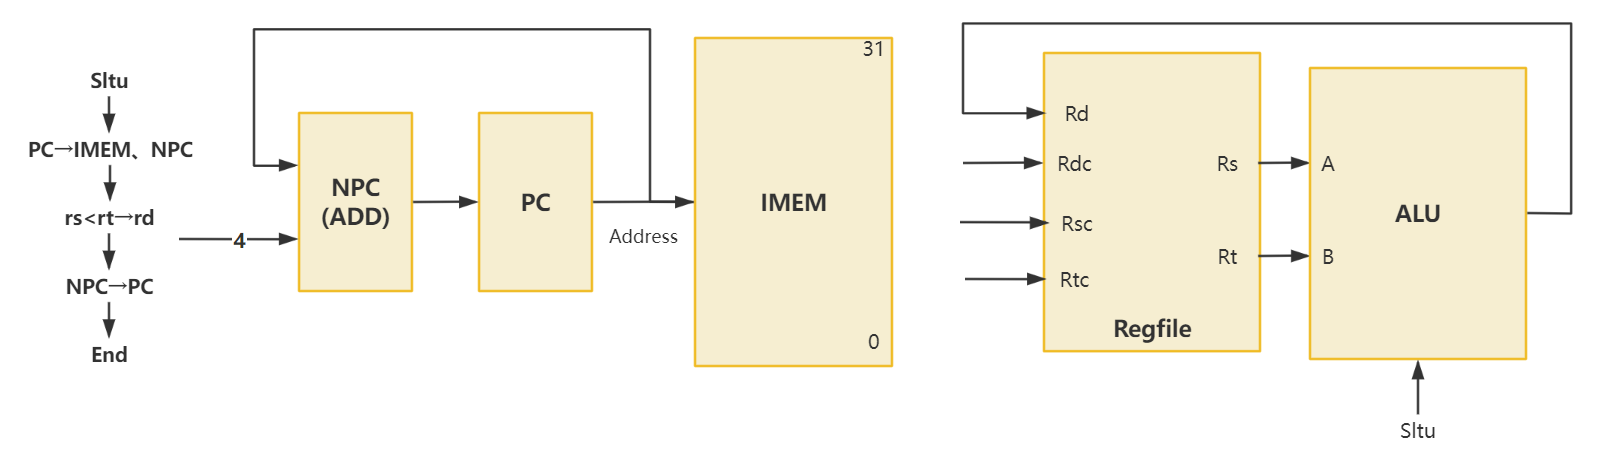 Sltu
PC→IMEM、NPC
rs<rt→rd
NPC→PC
End
4
NPC
(ADD)
PC
Address
31
IMEM
0
Rd
Rdc
Rsc
Rtc
Rs
Rt
Regfile
A
B
ALU
Sltu